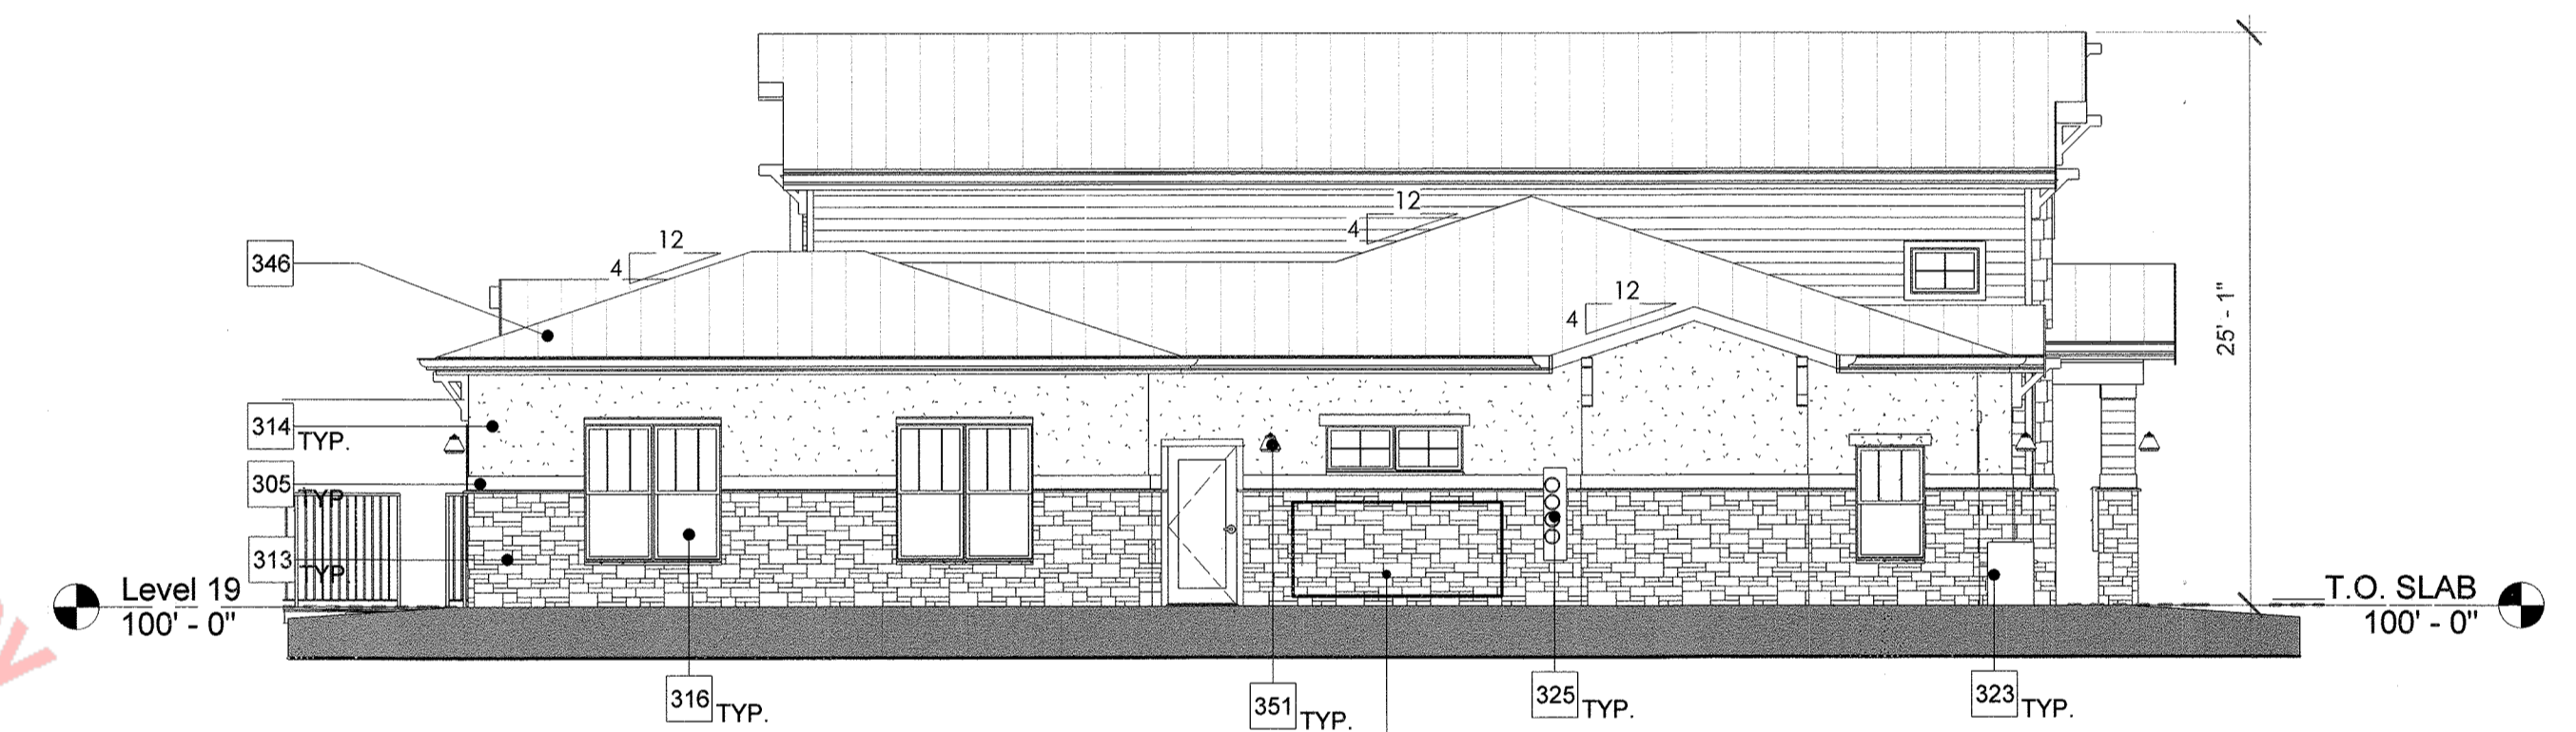 12
4
12
4
12
4
346
314 TYP.
305 TYP
313 TYP
25' - 1"
Level 19
100' - 0"
T.O. SLAB
100' - 0"
316 TYP.
351 TYP.
325 TYP.
323 TYP.